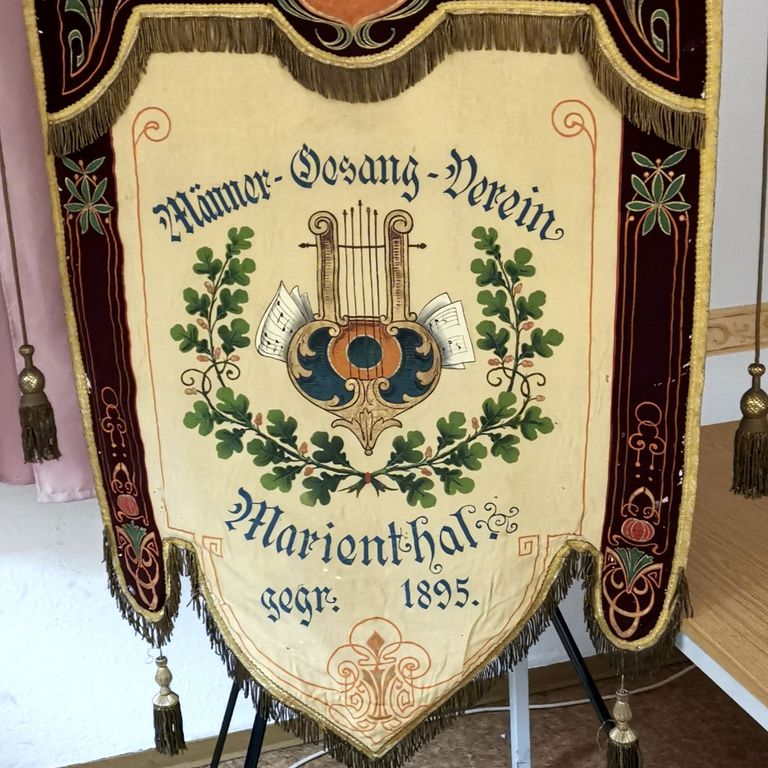 Männer-Gesang-Verein
Marienthal.
gegr. 1895.